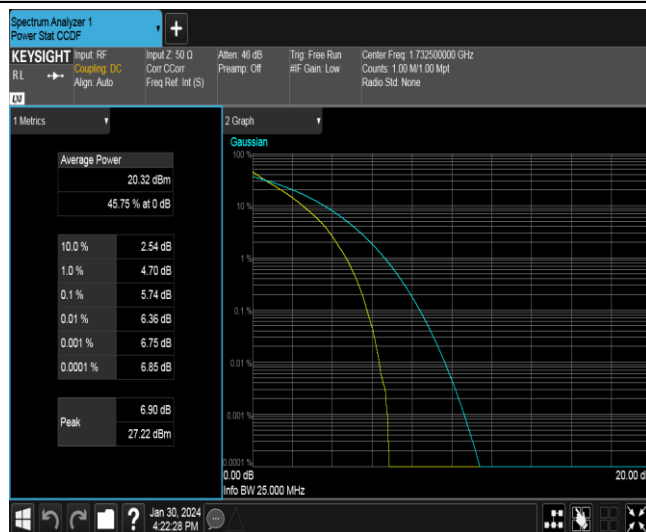 Spectrum Analyzer 1
Power Stat CCDF
+
KEYSIGHT
RL
LXI
Input: RF
Coupling: DC
Align: Auto
Input Z: 50 Ω
Corr CCorr
Freq Ref: Int (S)
Atten: 46 dB
Preamp: Off
Trig: Free Run
#IF Gain: Low
Center Freq: 1.732500000 GHz
Counts: 1.00 M/1.00 Mpt
Radio Std: None
1 Metrics
Average Power
20.32 dBm
45.75 % at 0 dB
10.0 % 2.54 dB
1.0 % 4.70 dB
0.1 % 5.74 dB
0.01 % 6.36 dB
0.001 % 6.75 dB
0.0001 % 6.85 dB
Peak 6.90 dB
27.22 dBm
2 Graph
Gaussian
100 %
10 %
1 %
0.1 %
0.01 %
0.001 %
0.0001 %
0.00 dB
20.00 d
Info BW 25.000 MHz
?
Jan 30, 2024
4:22:28 PM